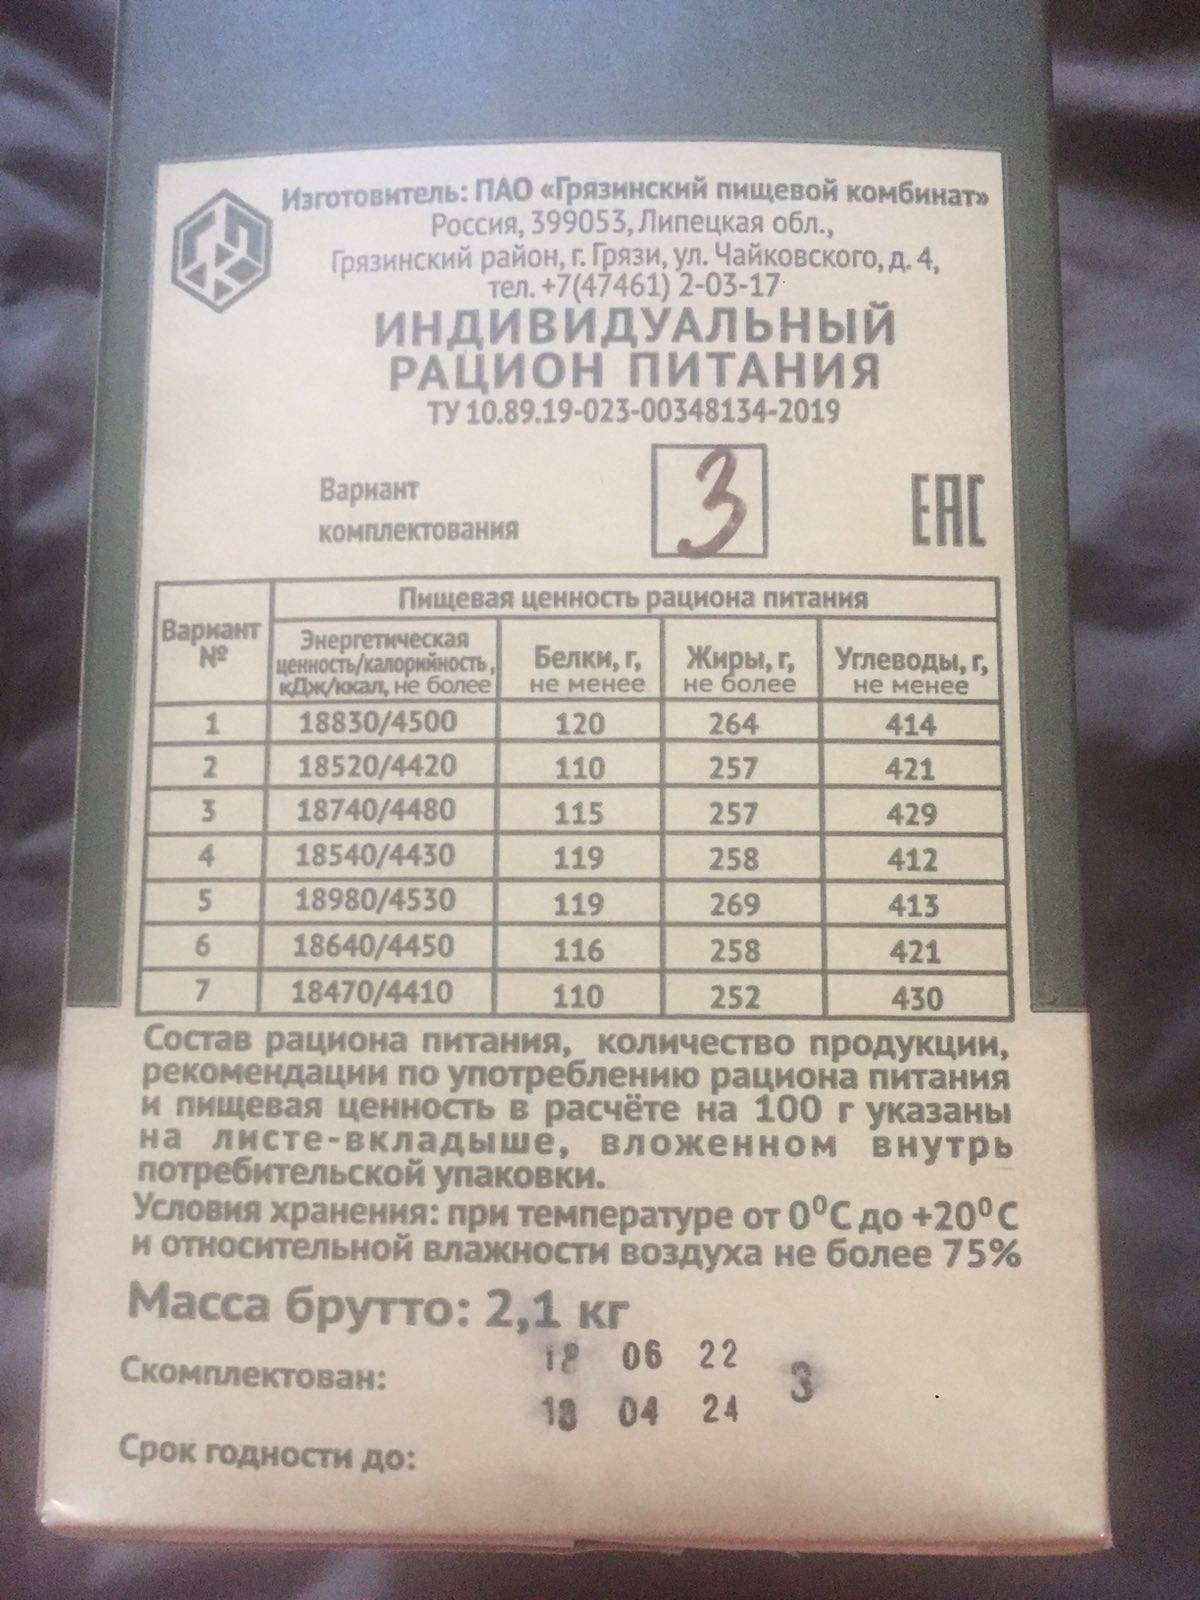 Изготовитель: ПАО «Грязинский пищевой комбинат»
Россия, 399053, Липецкая обл.,
Грязинский район, г. Грязи, ул. Чайковского, д. 4,
тел. +7(47461) 2-03-17
ИНДИВИДУАЛЬНЫЙ
РАЦИОН ПИТАНИЯ
ТУ 10.89.19-023-00348134-2019
Вариант
комплектования
3
ЕАС
Вариант №
Пищевая ценность рациона питания
Энергетическая ценность/калорийность, кДж/ккал, не более
Белки, г, не менее
Жиры, г, не более
Углеводы, г, не менее
1 18830/4500 120 264 414
2 18520/4420 110 257 421
3 18740/4480 115 257 429
4 18540/4430 119 258 412
5 18980/4530 119 269 413
6 18640/4450 116 258 421
7 18470/4410 110 252 430
Состав рациона питания, количество продукции,
рекомендации по употреблению рациона питания
и пищевая ценность в расчёте на 100 г указаны
на листе-вкладыше, вложенном внутрь
потребительской упаковки.
Условия хранения: при температуре от 0⁰С до +20⁰С
и относительной влажности воздуха не более 75%
Масса брутто: 2,1 кг
Скомплектован: 06 22
3
04 24
Срок годности до: